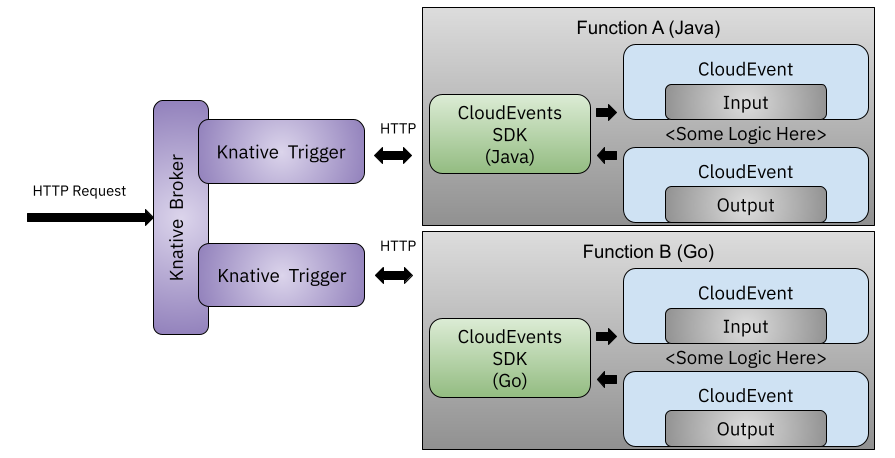 HTTP Request
Knative Broker
Knative Trigger
HTTP
Knative Trigger
HTTP
Function A (Java)
CloudEvents
SDK
(Java)
CloudEvent
Input
<Some Logic Here>
CloudEvent
Output
Function B (Go)
CloudEvents
SDK
(Go)
CloudEvent
Input
<Some Logic Here>
CloudEvent
Output